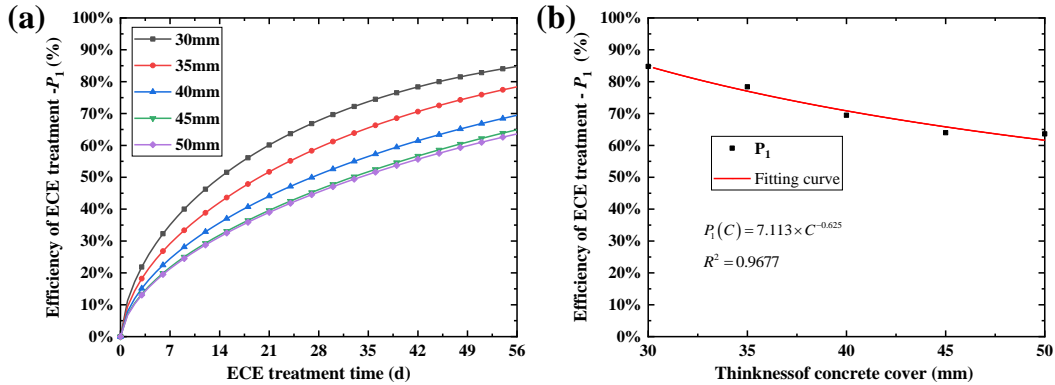 (a)
Efficiency of ECE treatment -P₁ (%)
100%
90%
80%
70%
60%
50%
40%
30%
20%
10%
0%
30mm
35mm
40mm
45mm
50mm
0 7 14 21 28 35 42 49 56
ECE treatment time (d)
(b)
Efficiency of ECE treatment - P₁ (%)
100%
90%
80%
70%
60%
50%
40%
30%
20%
10%
0%
P₁
Fitting curve
P₁(C) = 7.113×C⁻⁰·⁶²⁵
R² = 0.9677
30 35 40 45 50
Thinknessof concrete cover (mm)